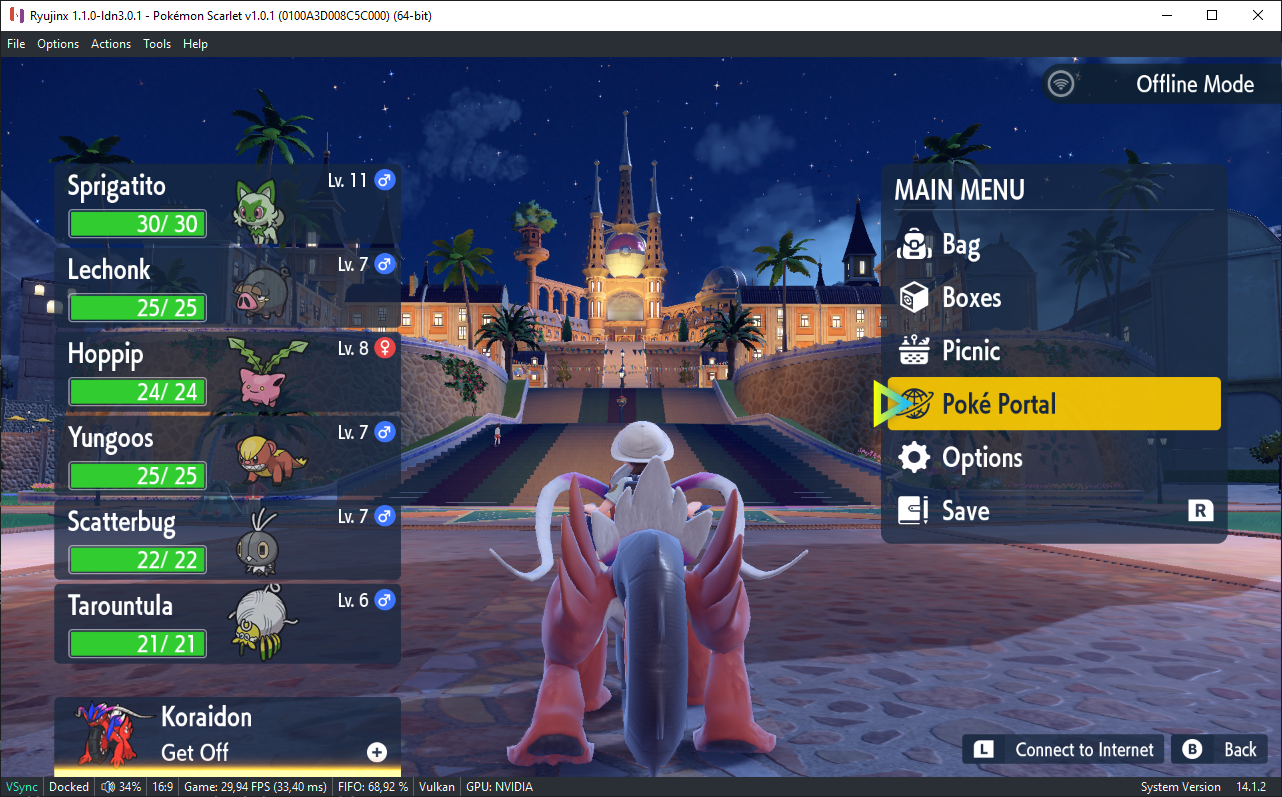 Ryujinx 1.1.0-ldn3.0.1 - Pokémon Scarlet v1.0.1 (0100A3D008C5C000) (64-bit)
File Options Actions Tools Help
Offline Mode
Sprigatito Lv. 11 ♂
30/ 30
Lechonk Lv. 7 ♂
25/ 25
Hoppip Lv. 8 ♀
24/ 24
Yungoos Lv. 7 ♂
25/ 25
Scatterbug Lv. 7 ♂
22/ 22
Tarountula Lv. 6 ♂
21/ 21
Koraidon
Get Off +
MAIN MENU
Bag
Boxes
Picnic
Poké Portal
Options
Save R
L Connect to Internet B Back
VSync Docked 34% 16:9 Game: 29,94 FPS (33,40 ms) FIFO: 68,92 % Vulkan GPU: NVIDIA System Version 14.1.2